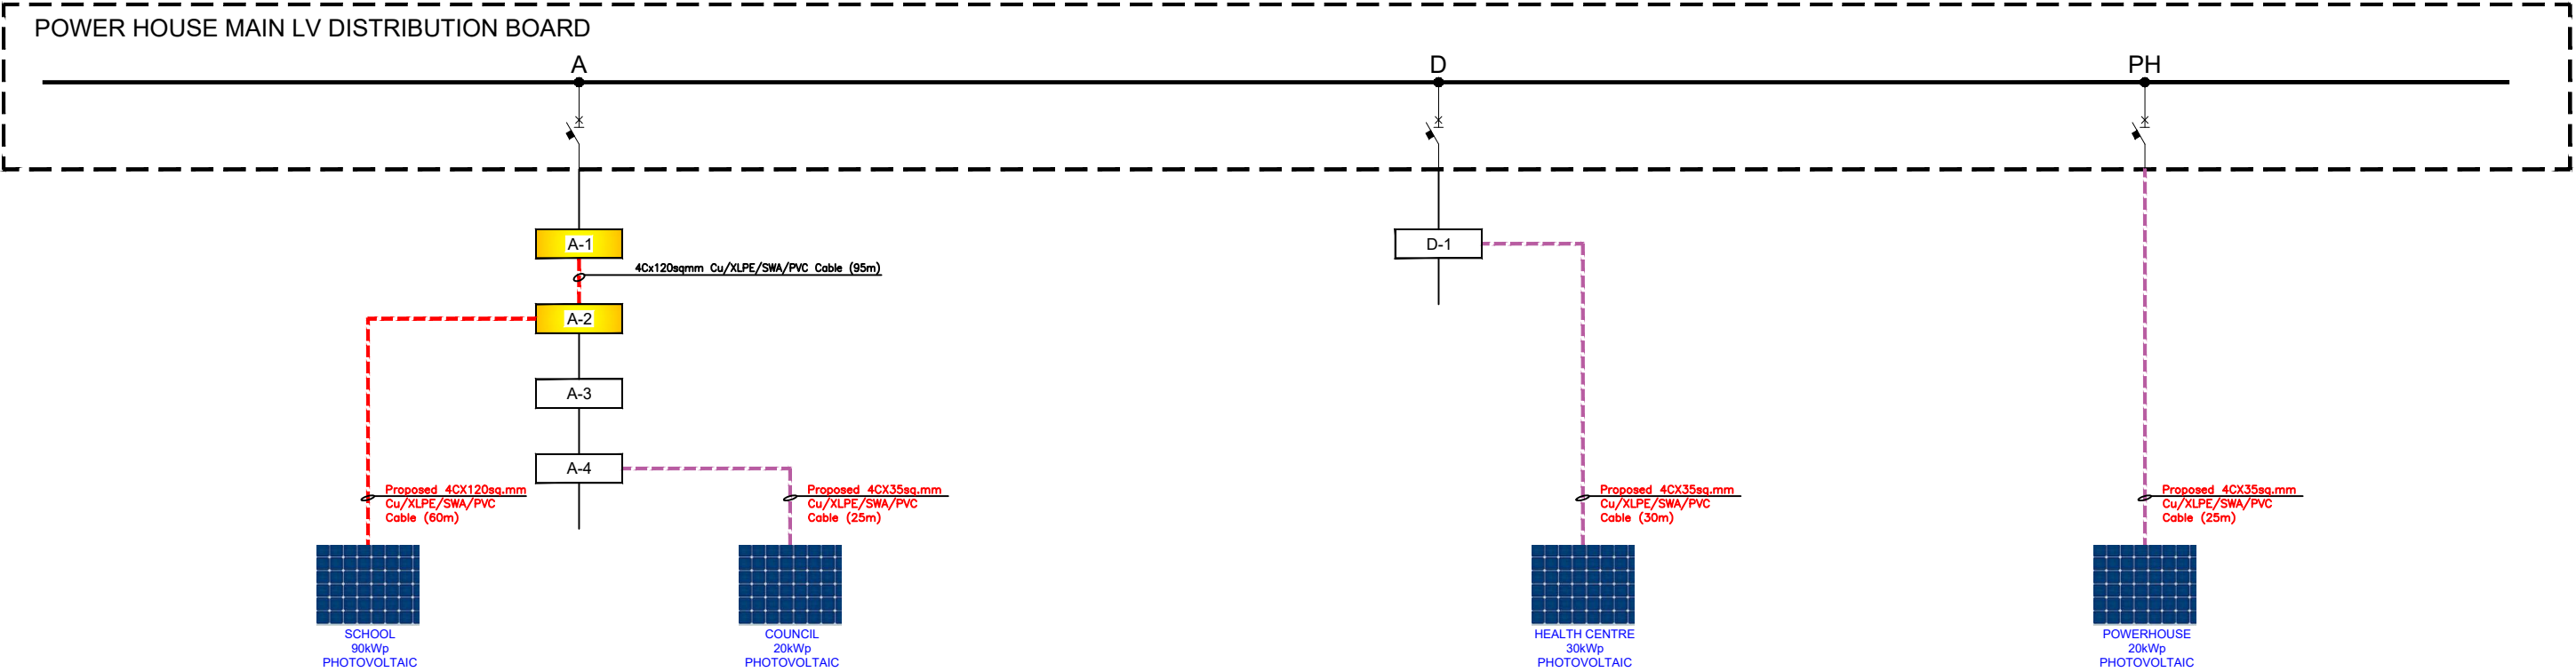 POWER HOUSE MAIN LV DISTRIBUTION BOARD
A
D
PH
A-1
D-1
4Cx120sqmm Cu/XLPE/SWA/PVC Cable (95m)
A-2
A-3
A-4
Proposed 4CX120sq.mm
Cu/XLPE/SWA/PVC
Cable (60m)
Proposed 4CX35sq.mm
Cu/XLPE/SWA/PVC
Cable (25m)
Proposed 4CX35sq.mm
Cu/XLPE/SWA/PVC
Cable (30m)
Proposed 4CX35sq.mm
Cu/XLPE/SWA/PVC
Cable (25m)
SCHOOL
90kWp
PHOTOVOLTAIC
COUNCIL
20kWp
PHOTOVOLTAIC
HEALTH CENTRE
30kWp
PHOTOVOLTAIC
POWERHOUSE
20kWp
PHOTOVOLTAIC